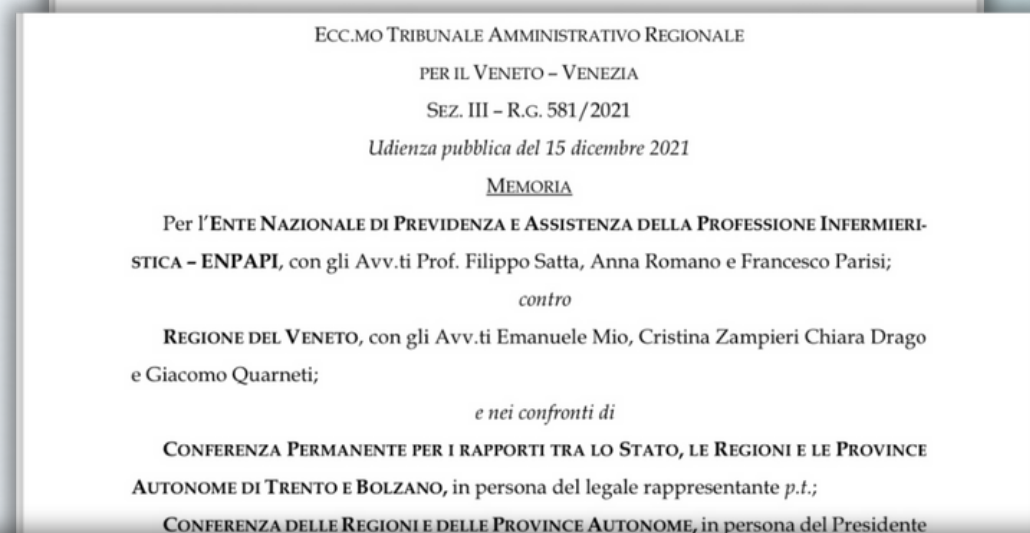 ECC.MO TRIBUNALE AMMINISTRATIVO REGIONALE
PER IL VENETO – VENEZIA
SEZ. III – R.G. 581/2021
Udienza pubblica del 15 dicembre 2021
MEMORIA
Per l'ENTE NAZIONALE DI PREVIDENZA E ASSISTENZA DELLA PROFESSIONE INFERMIERI-
STICA – ENPAPI, con gli Avv.ti Prof. Filippo Satta, Anna Romano e Francesco Parisi;
contro
REGIONE DEL VENETO, con gli Avv.ti Emanuele Mio, Cristina Zampieri Chiara Drago
e Giacomo Quarneti;
e nei confronti di
CONFERENZA PERMANENTE PER I RAPPORTI TRA LO STATO, LE REGIONI E LE PROVINCE
AUTONOME DI TRENTO E BOLZANO, in persona del legale rappresentante p.t.;
CONFERENZA DELLE REGIONI E DELLE PROVINCE AUTONOME, in persona del Presidente